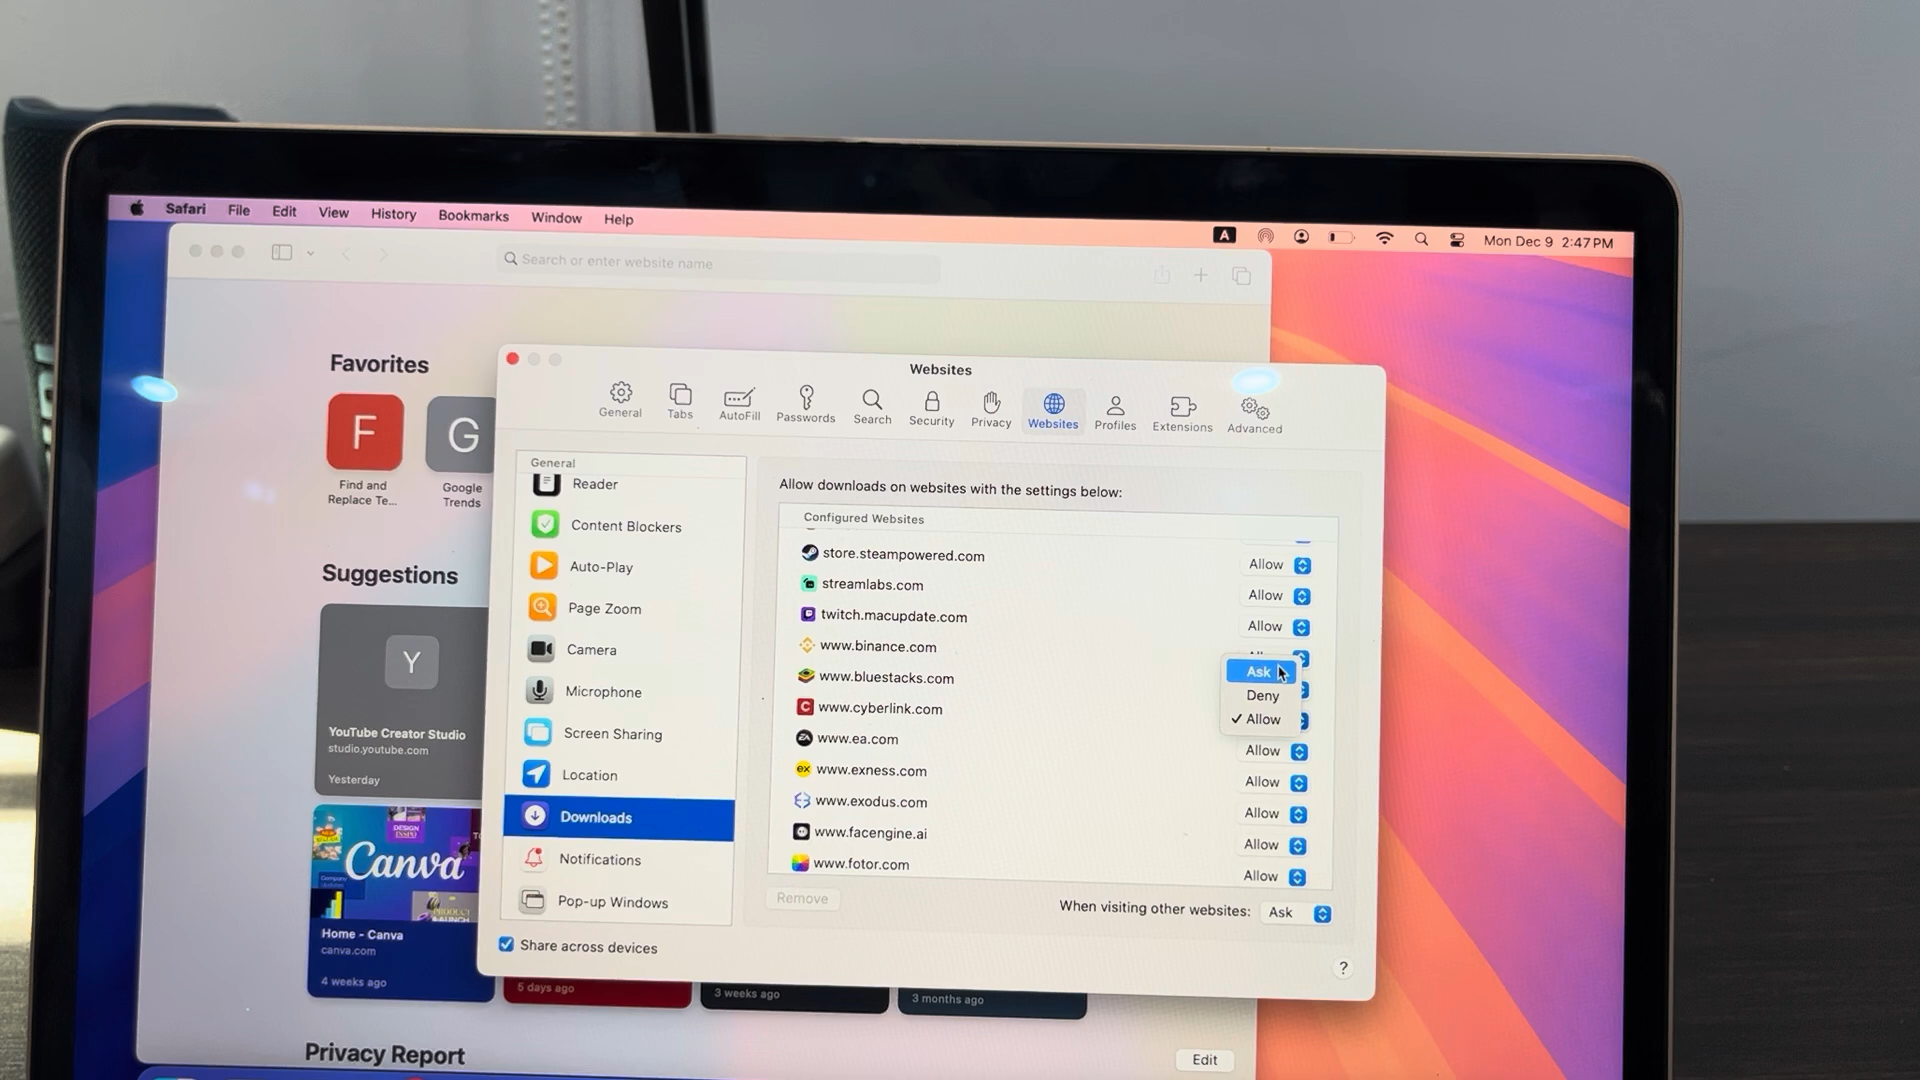 Safari File Edit View History Bookmarks Window Help
A
Mon Dec 9 2:47 PM
Search or enter website name
Favorites
F
Find and
Replace Te...
G
Google
Trends
Suggestions
Y
YouTube Creator Studio
studio.youtube.com
Yesterday
DESIGN
INSPO
Canva
PRODUCT
Home - Canva
canva.com
4 weeks ago
5 days ago
3 weeks ago
3 months ago
Privacy Report
Edit
Websites
General
Tabs
AutoFill
Passwords
Search
Security
Privacy
Websites
Profiles
Extensions
Advanced
General
Reader
Content Blockers
Auto-Play
Page Zoom
Camera
Microphone
Screen Sharing
Location
Downloads
Notifications
Pop-up Windows
Share across devices
Allow downloads on websites with the settings below:
Configured Websites
store.steampowered.com Allow
streamlabs.com Allow
twitch.macupdate.com Allow
www.binance.com
www.bluestacks.com
C www.cyberlink.com
EA www.ea.com Allow
ex www.exness.com Allow
www.exodus.com Allow
www.facengine.ai Allow
www.fotor.com Allow
Ask
Deny
✓ Allow
Remove
When visiting other websites: Ask
?